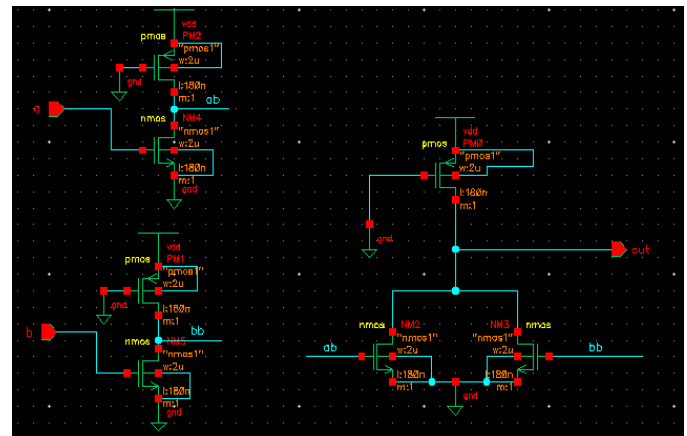 vdd
pmos
PM2
"pmos1"
w:2u
gnd
l:180n
m:1
ab
a
nmos
NM4
"nmos1"
w:2u
l:180n
m:1
gnd
vdd
pmos
PM1
"pmos1"
w:2u
gnd
l:180n
m:1
bb
b
nmos
NM5
"nmos1"
w:2u
l:180n
m:1
gnd
vdd
pmos
PM0
"pmos1"
w:2u
l:180n
m:1
gnd
out
nmos
NM2
"nmos1"
w:2u
ab
l:180n
m:1
NM3
nmos
"nmos1"
w:2u
bb
l:180n
m:1
gnd